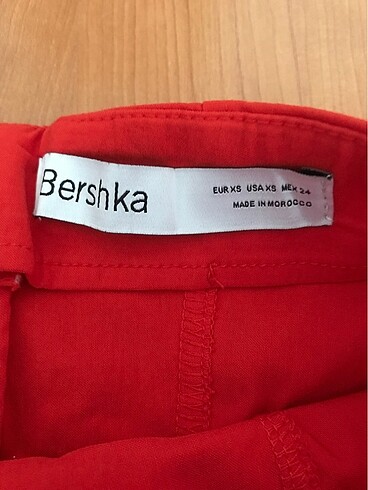 Bershka
EUR XS USA XS MEX 24
MADE IN MOROCCO